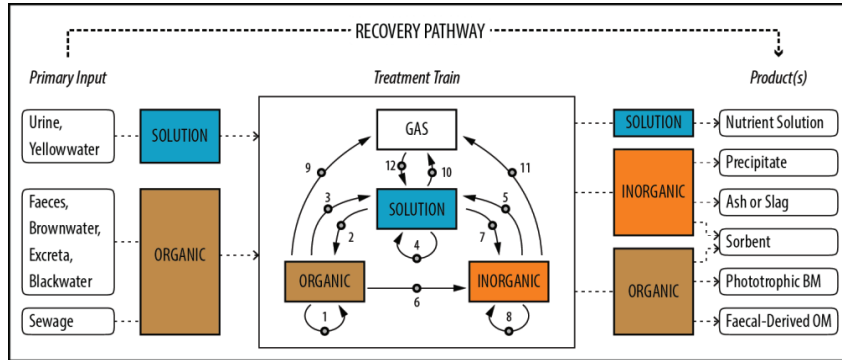 RECOVERY PATHWAY
Primary Input
Treatment Train
Product(s)
Urine,
Yellowwater
SOLUTION
Faeces,
Brownwater,
Excreta,
Blackwater
Sewage
ORGANIC
GAS
9
12
10
11
3
SOLUTION
5
2
4
7
ORGANIC
6
INORGANIC
1
8
SOLUTION
Nutrient Solution
INORGANIC
Precipitate
Ash or Slag
Sorbent
ORGANIC
Phototrophic BM
Faecal-Derived OM